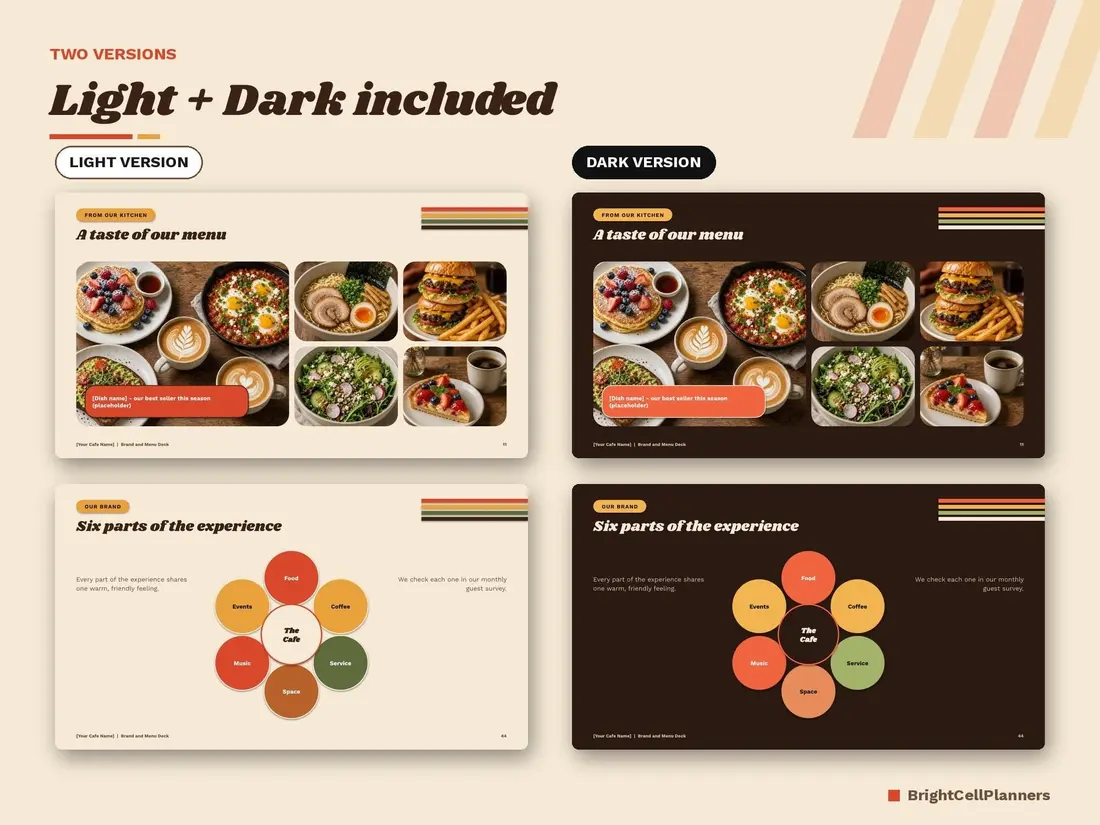 TWO VERSIONS
Light + Dark included
LIGHT VERSION
FROM OUR KITCHEN
A taste of our menu
[Dish name] – our best seller this season
(placeholder)
[Your Cafe Name] | Brand and Menu Deck
11
DARK VERSION
FROM OUR KITCHEN
A taste of our menu
[Dish name] – our best seller this season
(placeholder)
[Your Cafe Name] | Brand and Menu Deck
11
OUR BRAND
Six parts of the experience
Every part of the experience shares
one warm, friendly feeling.
We check each one in our monthly
guest survey.
Food
Events
Coffee
The
Cafe
Music
Service
Space
[Your Cafe Name] | Brand and Menu Deck
44
OUR BRAND
Six parts of the experience
Every part of the experience shares
one warm, friendly feeling.
We check each one in our monthly
guest survey.
Food
Events
Coffee
The
Cafe
Music
Service
Space
[Your Cafe Name] | Brand and Menu Deck
44
BrightCellPlanners